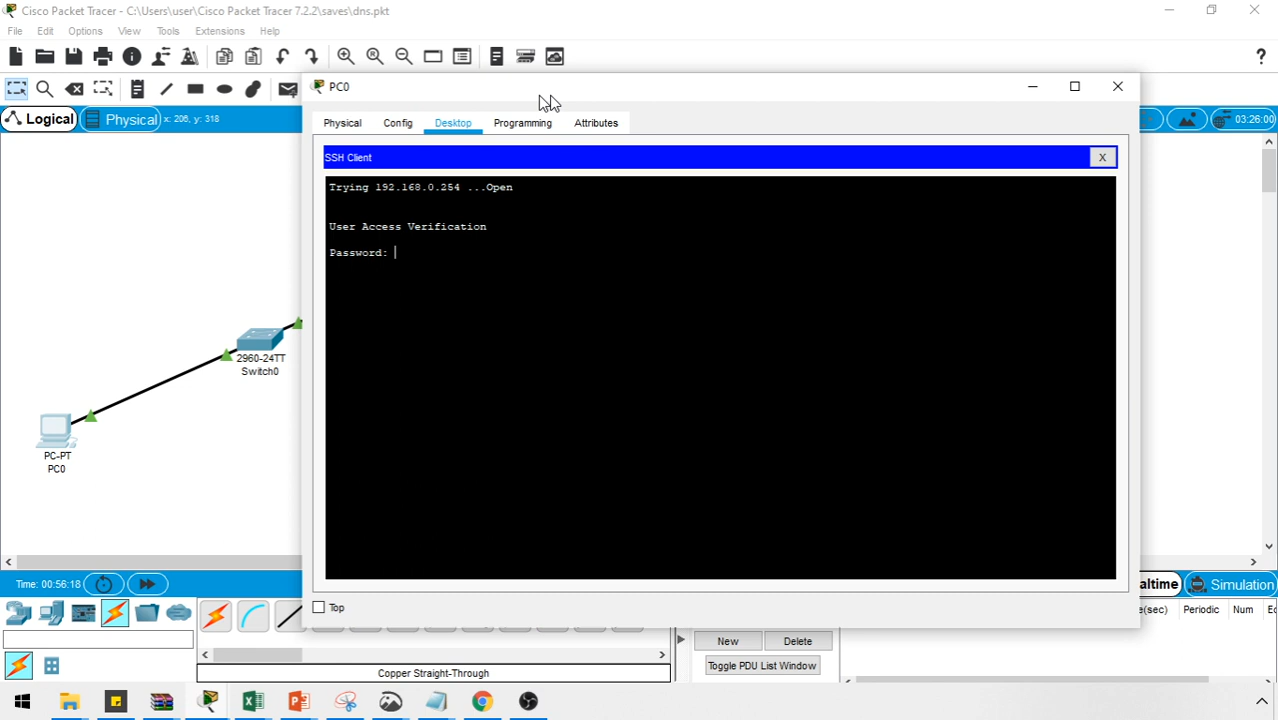 Cisco Packet Tracer - C:\Users\user\Cisco Packet Tracer 7.2.2\saves\dns.pkt
File Edit Options View Tools Extensions Help
PC0
Logical
Physical
x: 206, y: 318
03:26:00
Physical Config Desktop Programming Attributes
SSH Client
X
Trying 192.168.0.254 ...Open
User Access Verification
Password:
2960-24TT
Switch0
PC-PT
PC0
Time: 00:56:18
Simulation
Top
Periodic Num
New Delete
Toggle PDU List Window
Copper Straight-Through